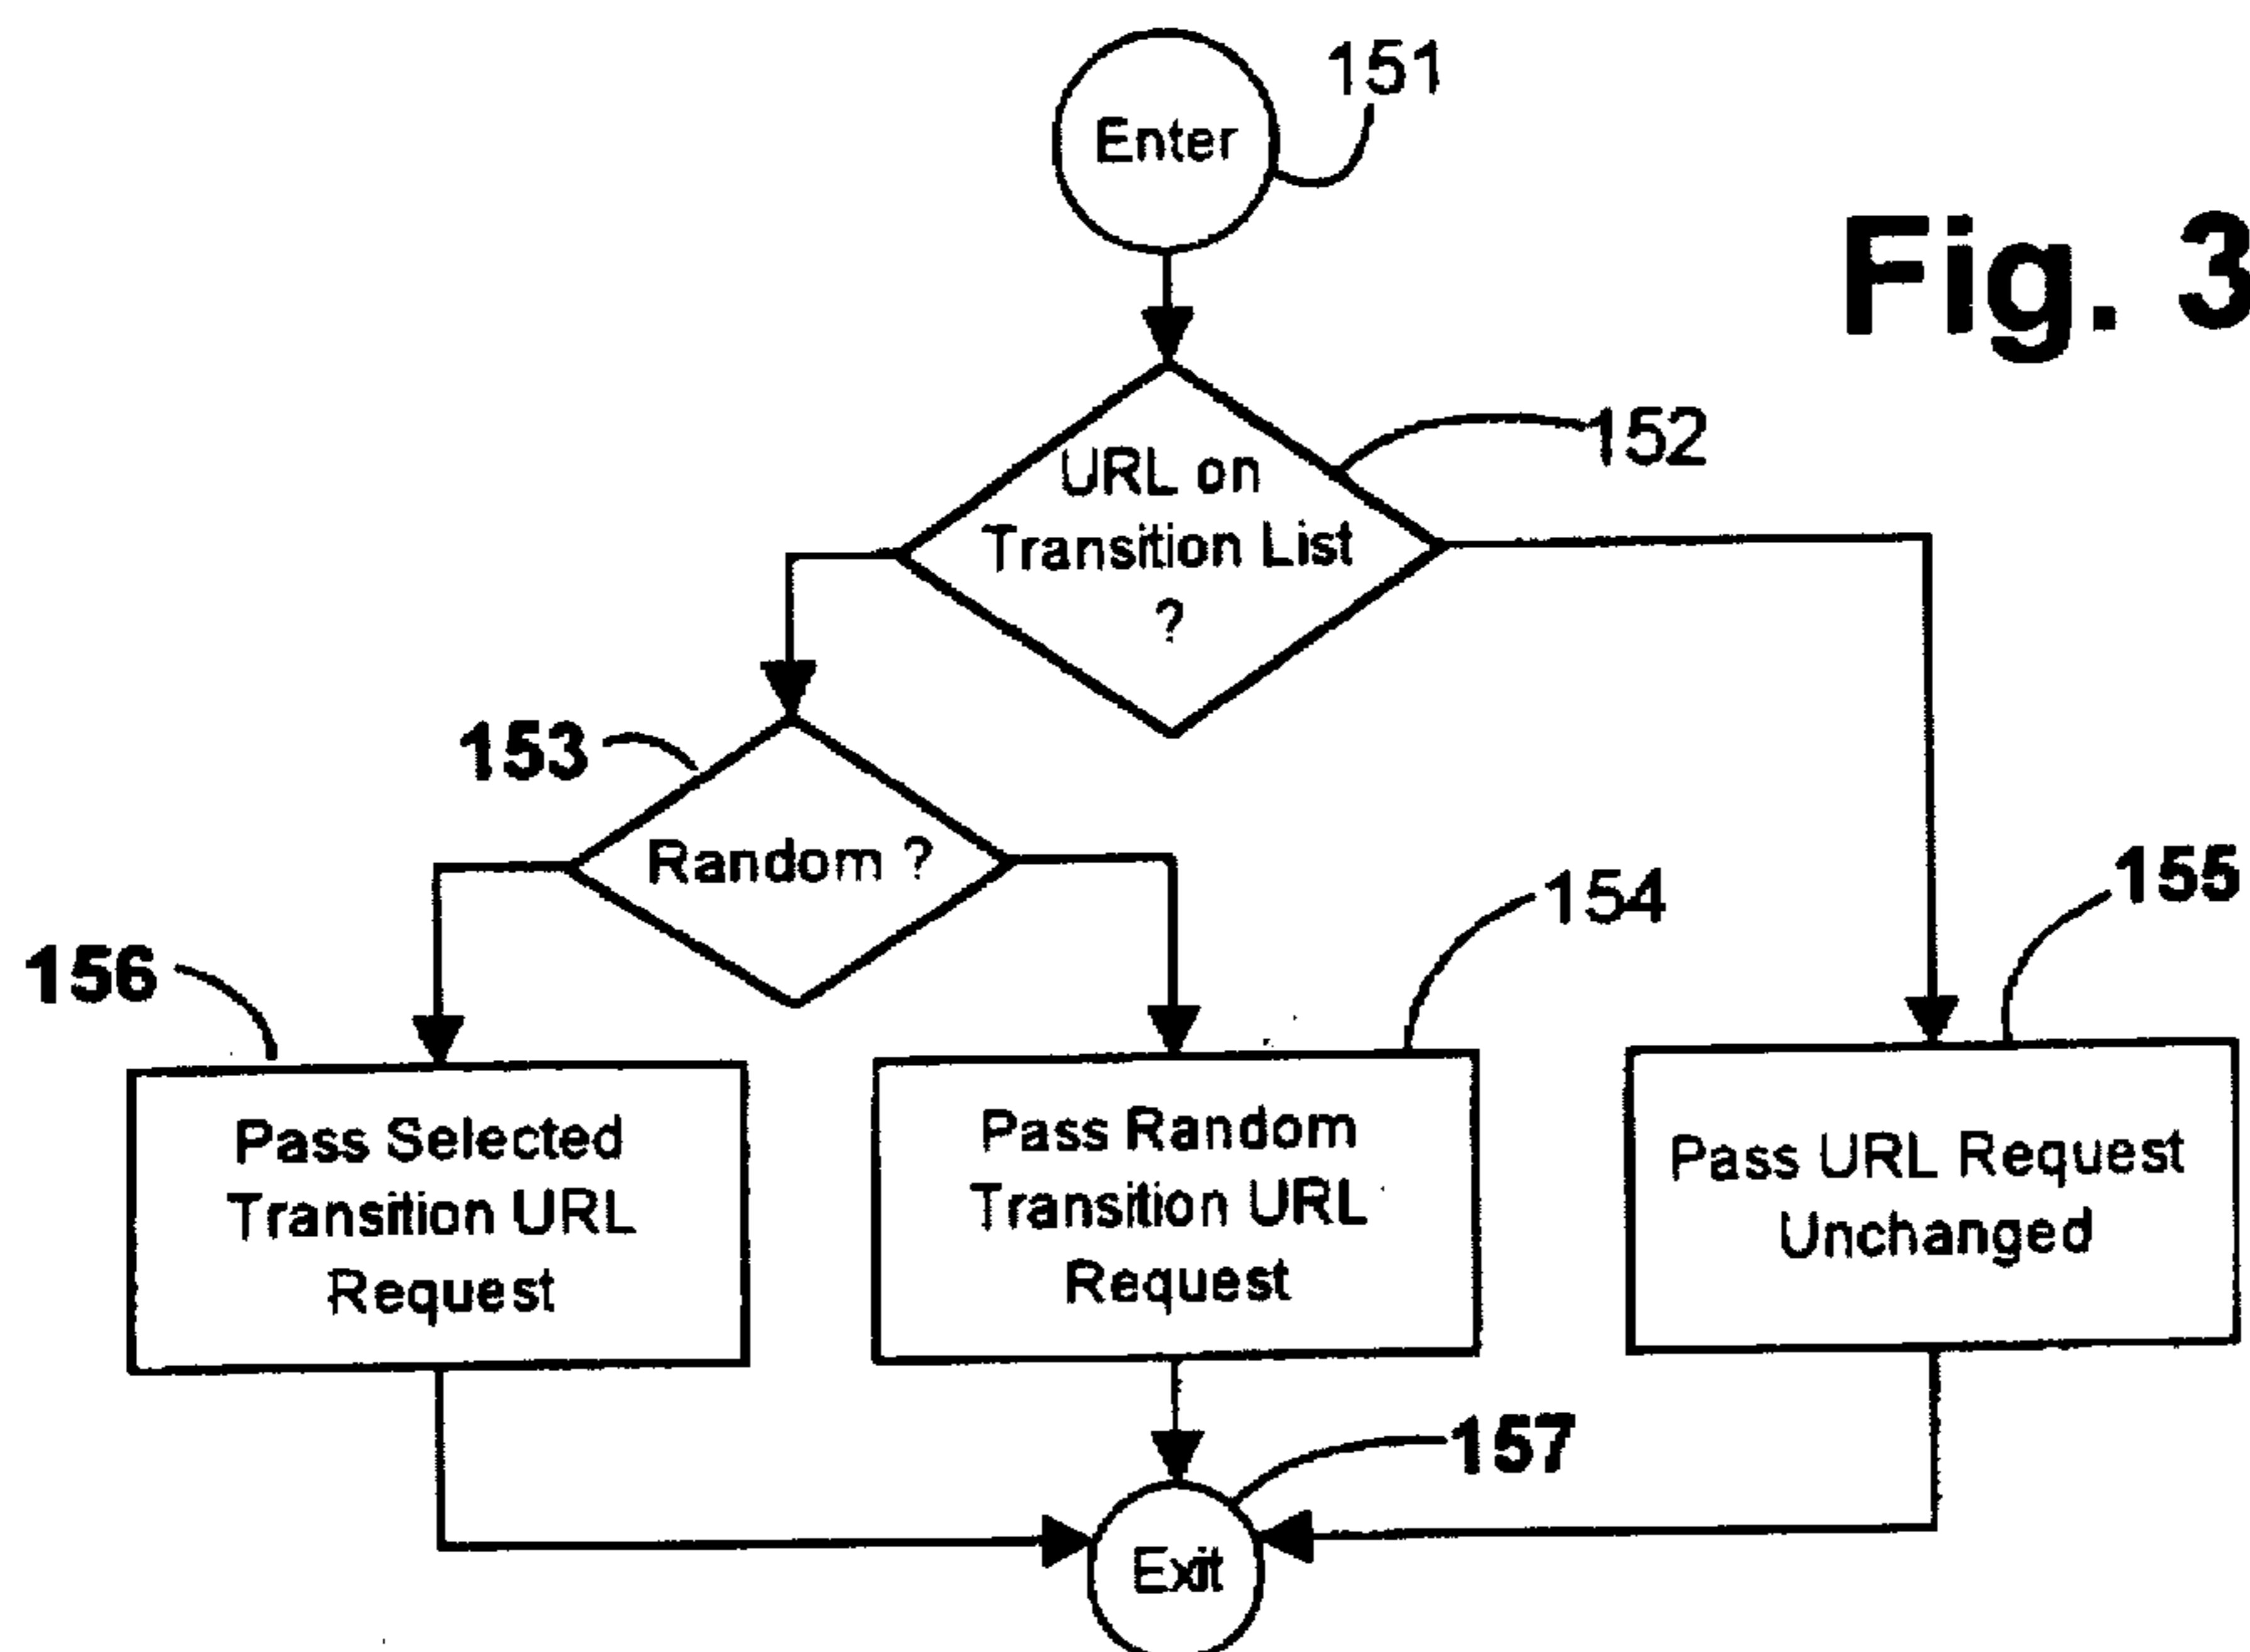 151
Enter
Fig. 3
152
URL on
Transition List
?
153
Random ?
154
155
156
Pass Selected
Transition URL
Request
Pass Random
Transition URL
Request
Pass URL Request
Unchanged
157
Exit